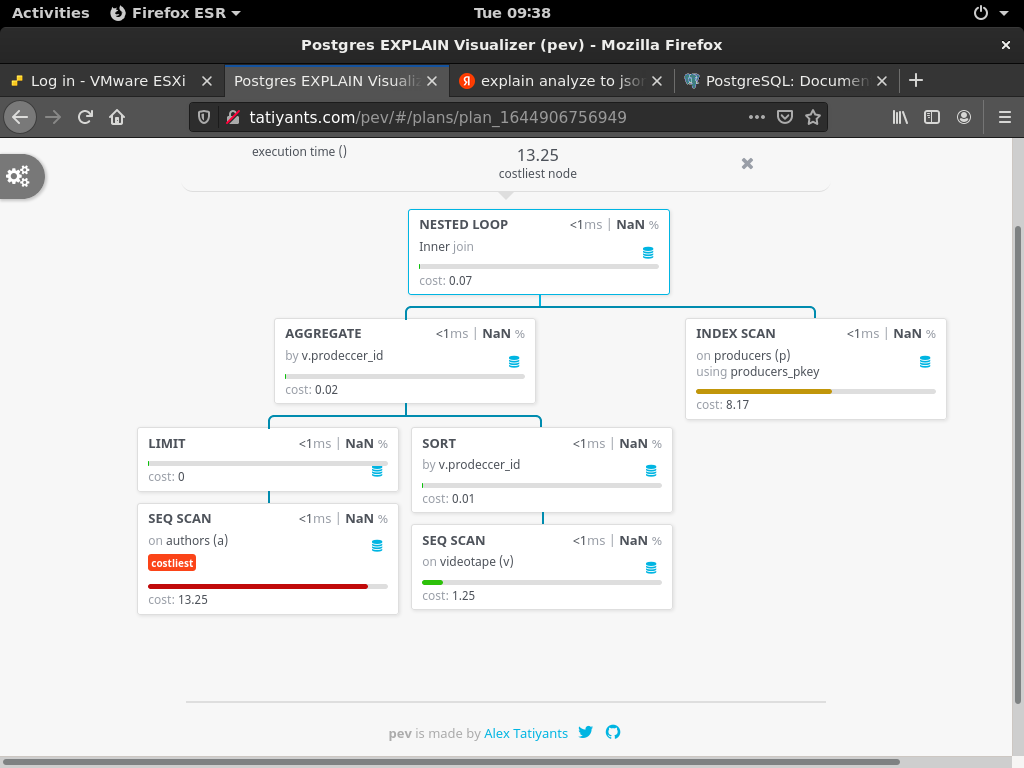 Activities Firefox ESR Tue 09:38
Postgres EXPLAIN Visualizer (pev) - Mozilla Firefox
Log in - VMware ESXi Postgres EXPLAIN Visualiz explain analyze to json PostgreSQL: Documen
tatiyants.com/pev/#/plans/plan_1644906756949
execution time ()
13.25
costliest node
NESTED LOOP <1ms | NaN %
Inner join
cost: 0.07
AGGREGATE <1ms | NaN %
by v.prodeccer_id
cost: 0.02
INDEX SCAN <1ms | NaN %
on producers (p)
using producers_pkey
cost: 8.17
LIMIT <1ms | NaN %
cost: 0
SORT <1ms | NaN %
by v.prodeccer_id
cost: 0.01
SEQ SCAN <1ms | NaN %
on authors (a)
costliest
cost: 13.25
SEQ SCAN <1ms | NaN %
on videotape (v)
cost: 1.25
pev is made by Alex Tatiyants